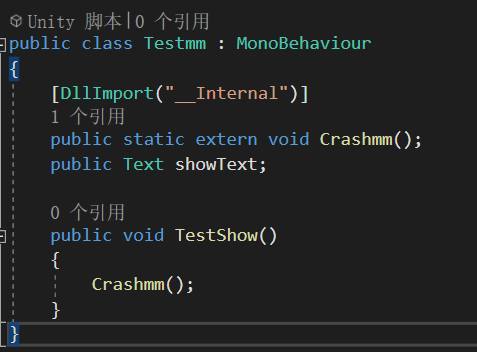 Unity 脚本|0 个引用
public class Testmm : MonoBehaviour
{
[DllImport("__Internal")]
1 个引用
public static extern void Crashmm();
public Text showText;
0 个引用
public void TestShow()
{
Crashmm();
}
}